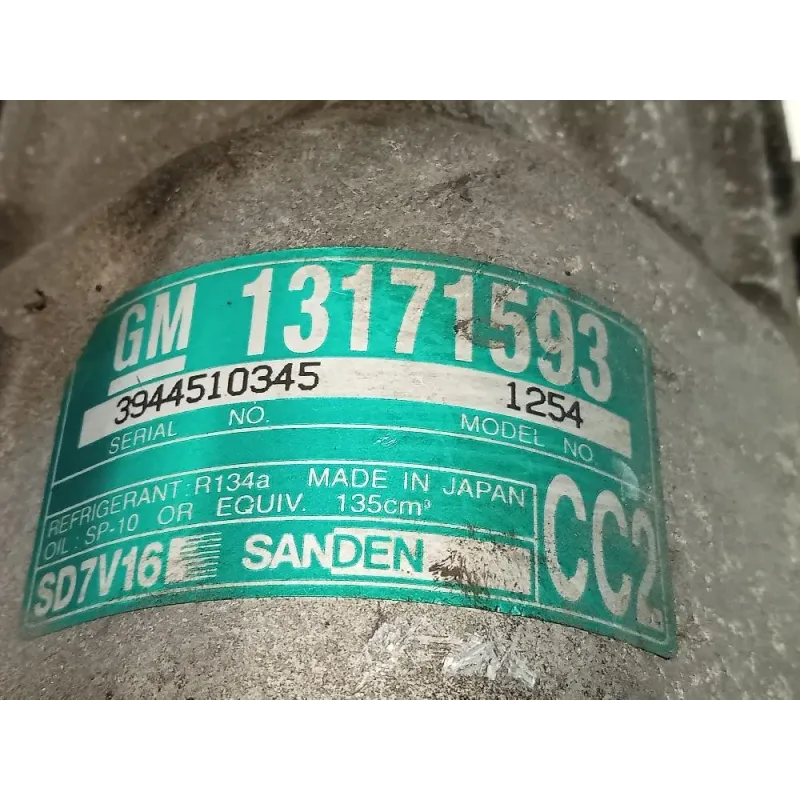 GM 13171593
3944510345 1254
SERIAL NO. MODEL NO.
REFRIGERANT: R134a MADE IN JAPAN
OIL: SP-10 OR EQUIV. 135cm³
SD7V16 SANDEN
CC2